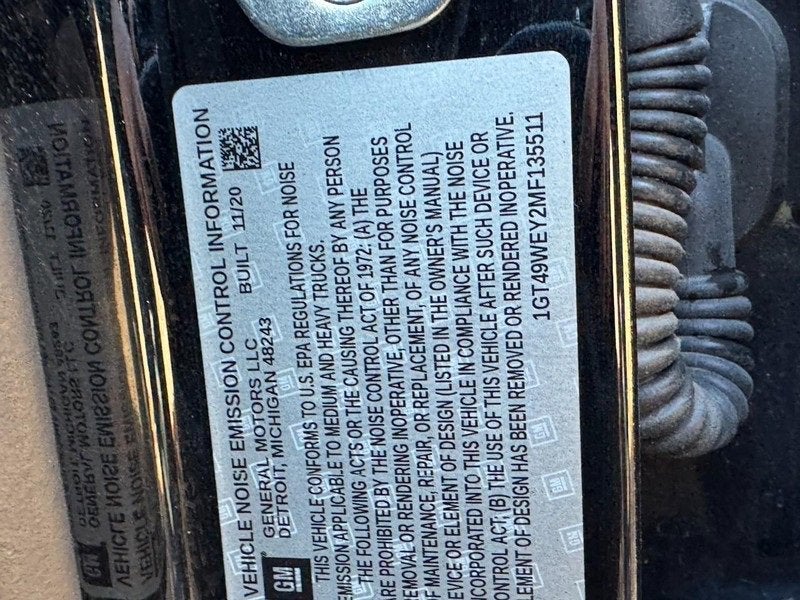 VEHICLE NOISE EMISSION CONTROL INFORMATION
GM
GENERAL MOTORS LLC BUILT 11/20
DETROIT, MICHIGAN 48243
THIS VEHICLE CONFORMS TO U.S. EPA REGULATIONS FOR NOISE
EMISSION APPLICABLE TO MEDIUM AND HEAVY TRUCKS.
THE FOLLOWING ACTS OR THE CAUSING THEREOF BY ANY PERSON
ARE PROHIBITED BY THE NOISE CONTROL ACT OF 1972: (A) THE
REMOVAL OR RENDERING INOPERATIVE, OTHER THAN FOR PURPOSES
OF MAINTENANCE, REPAIR, OR REPLACEMENT, OF ANY NOISE CONTROL
DEVICE OR ELEMENT OF DESIGN (LISTED IN THE OWNER'S MANUAL)
INCORPORATED INTO THIS VEHICLE IN COMPLIANCE WITH THE NOISE
CONTROL ACT, (B) THE USE OF THIS VEHICLE AFTER SUCH DEVICE OR
ELEMENT OF DESIGN HAS BEEN REMOVED OR RENDERED INOPERATIVE.
1GT49WEY2MF135511